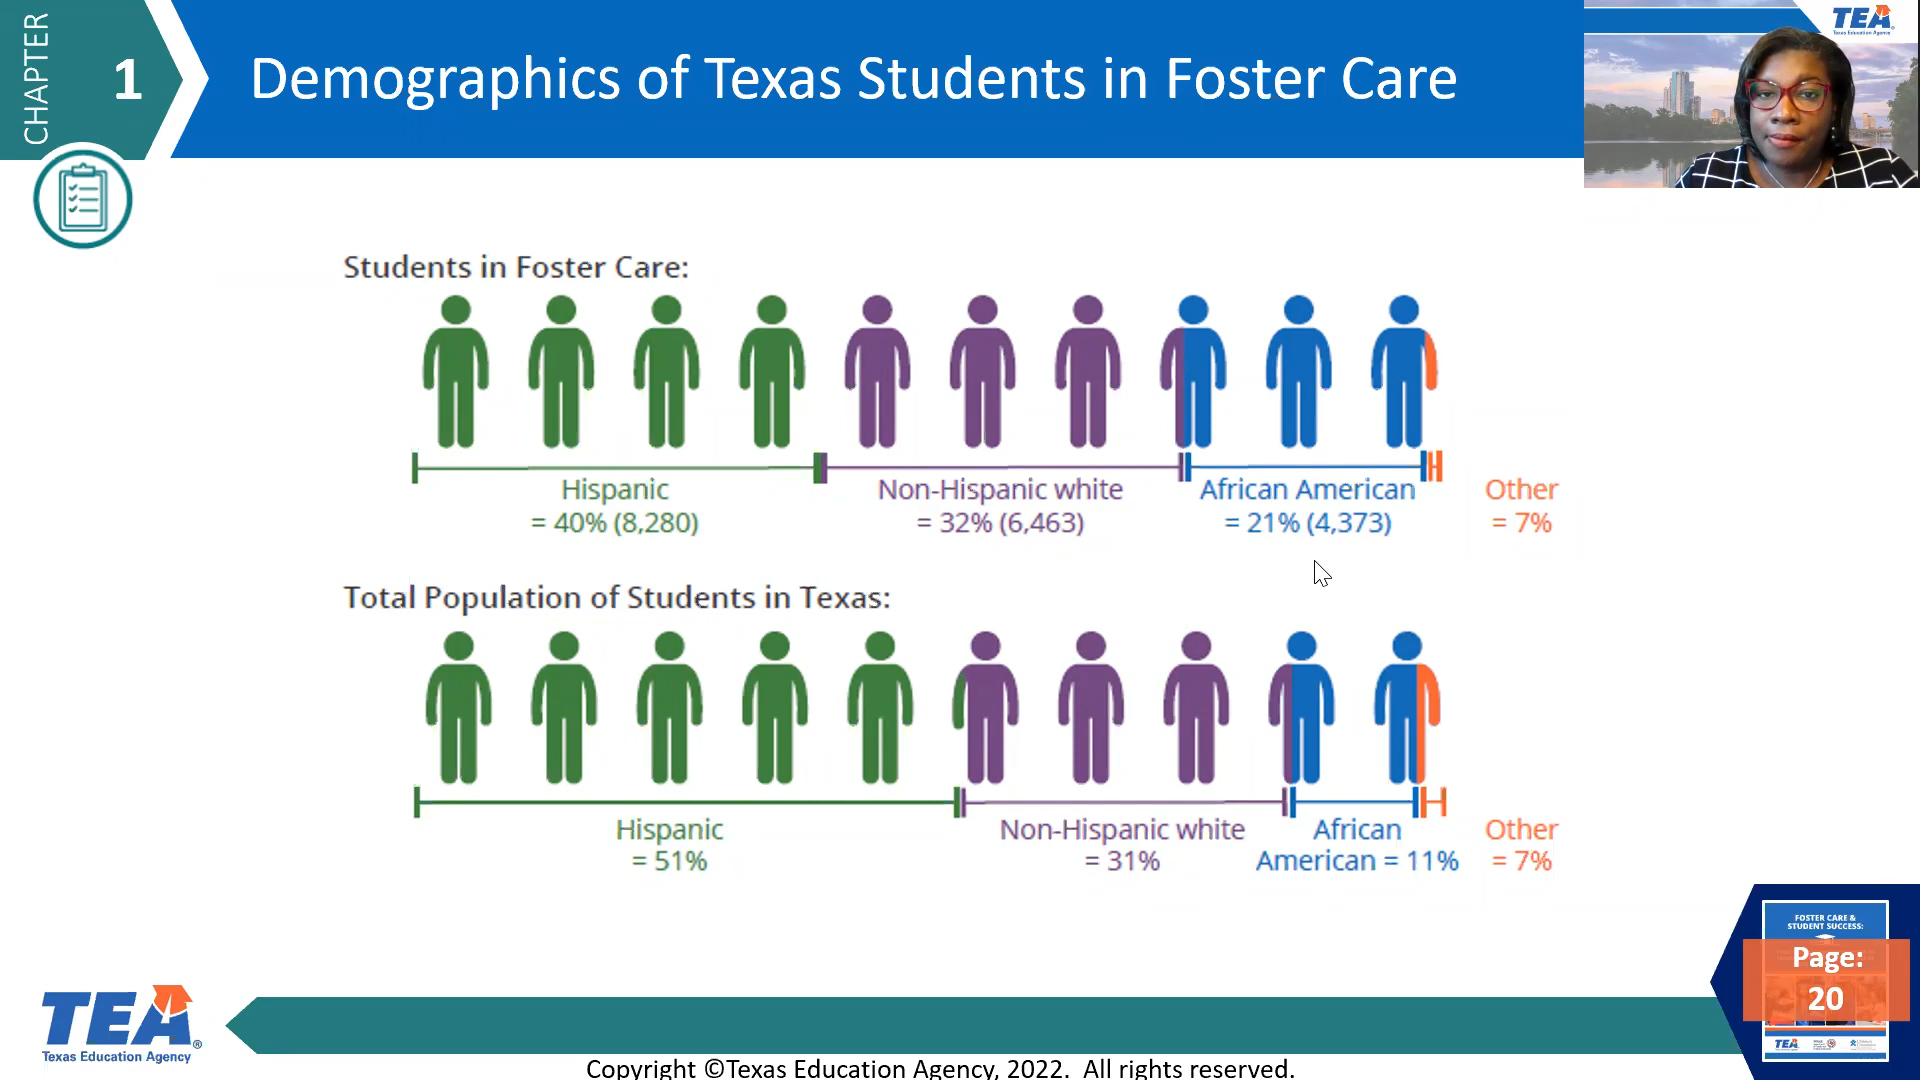 CHAPTER
1
Demographics of Texas Students in Foster Care
TEA
Texas Education Agency
Students in Foster Care:
Hispanic
= 40% (8,280)
Non-Hispanic white
= 32% (6,463)
African American
= 21% (4,373)
Other
= 7%
Total Population of Students in Texas:
Hispanic
= 51%
Non-Hispanic white
= 31%
African
American = 11%
Other
= 7%
FOSTER CARE &
STUDENT SUCCESS:
Page:
20
TEA
TEA®
Texas Education Agency
Copyright ©Texas Education Agency, 2022.  All rights reserved.